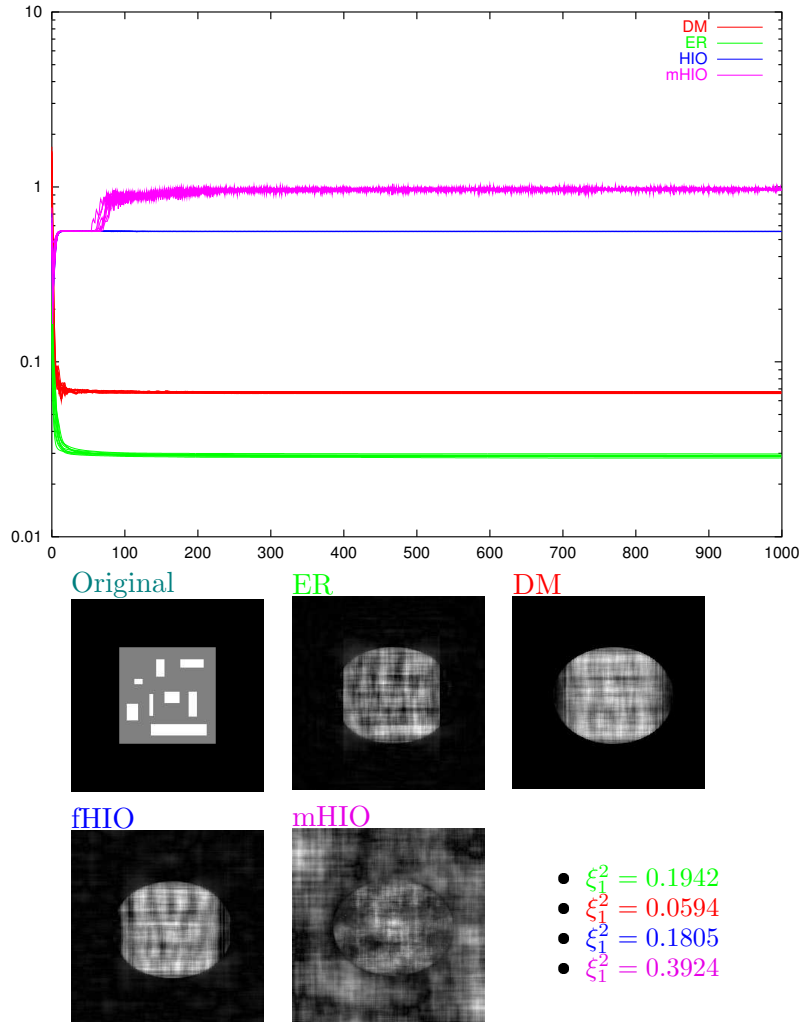 10
1
0.1
0.01
0 100 200 300 400 500 600 700 800 900 1000
DM
ER
HIO
mHIO
Original ER DM
fHIO mHIO
• ξ₁² = 0.1942
• ξ₁² = 0.0594
• ξ₁² = 0.1805
• ξ₁² = 0.3924